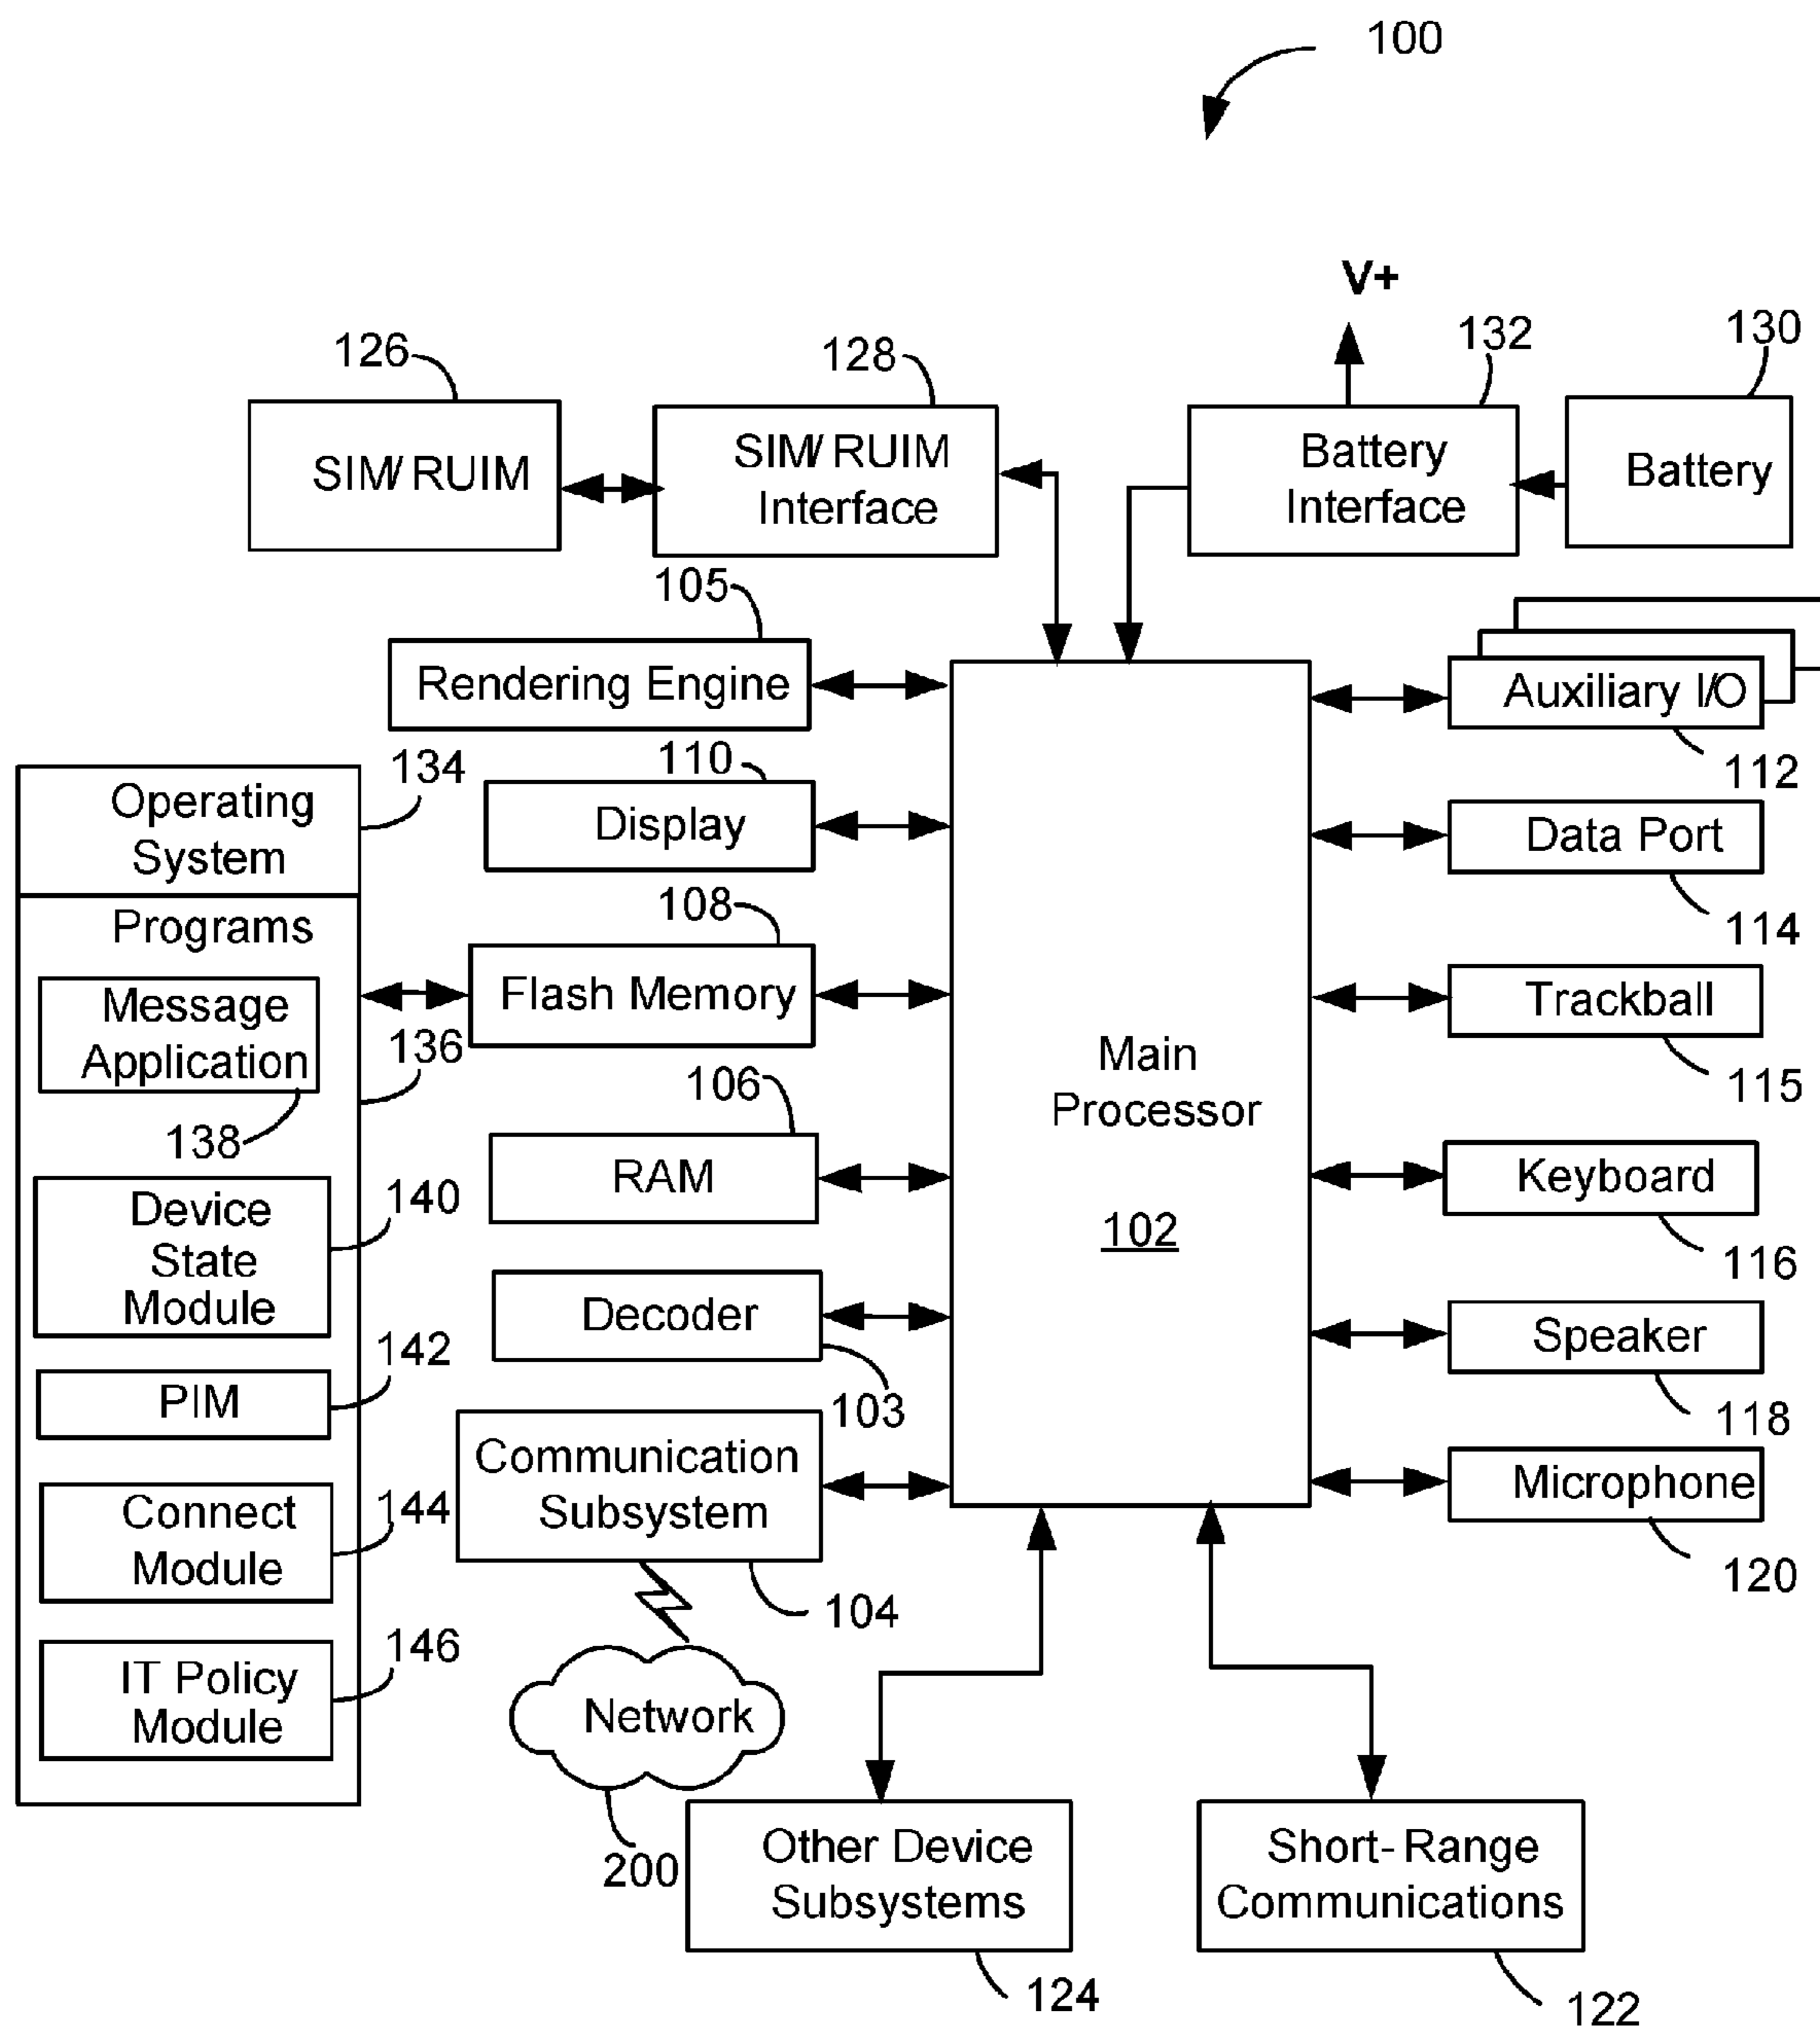 100
V+
126
128
132
130
SIM/RUIM
SIM/RUIM
Interface
Battery
Interface
Battery
105
Rendering Engine
Auxiliary I/O
112
134
Operating
System
110
Display
Data Port
114
Programs
108
Flash Memory
Trackball
115
Message
Application
138
136
Main
Processor
102
106
RAM
Keyboard
116
Device
State
Module
140
Decoder
103
Speaker
118
PIM
142
Communication
Subsystem
104
Microphone
120
Connect
Module
144
IT Policy
Module
146
Network
200
Other Device
Subsystems
124
Short-Range
Communications
122